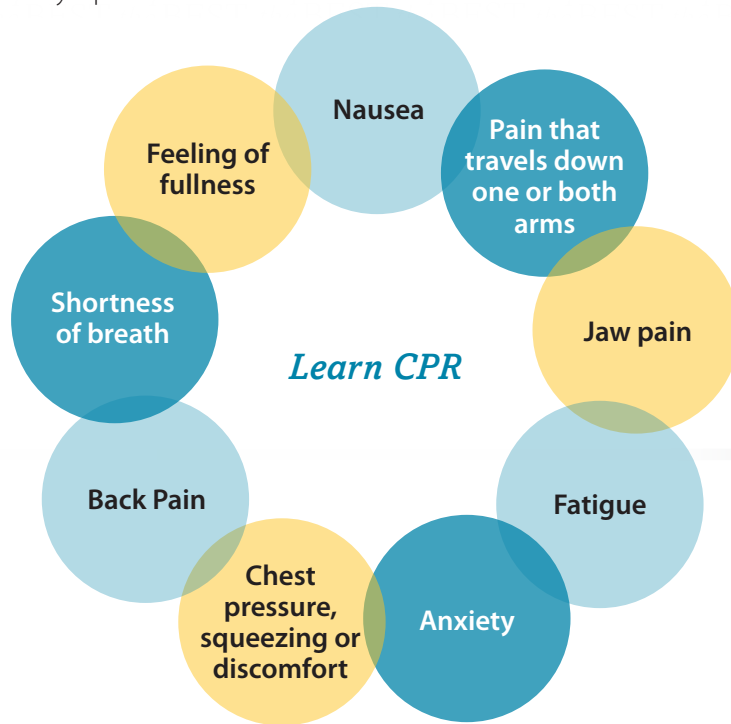 Nausea
Pain that
travels down
one or both
arms
Jaw pain
Fatigue
Anxiety
Chest
pressure,
squeezing or
discomfort
Back Pain
Shortness
of breath
Feeling of
fullness
Learn CPR